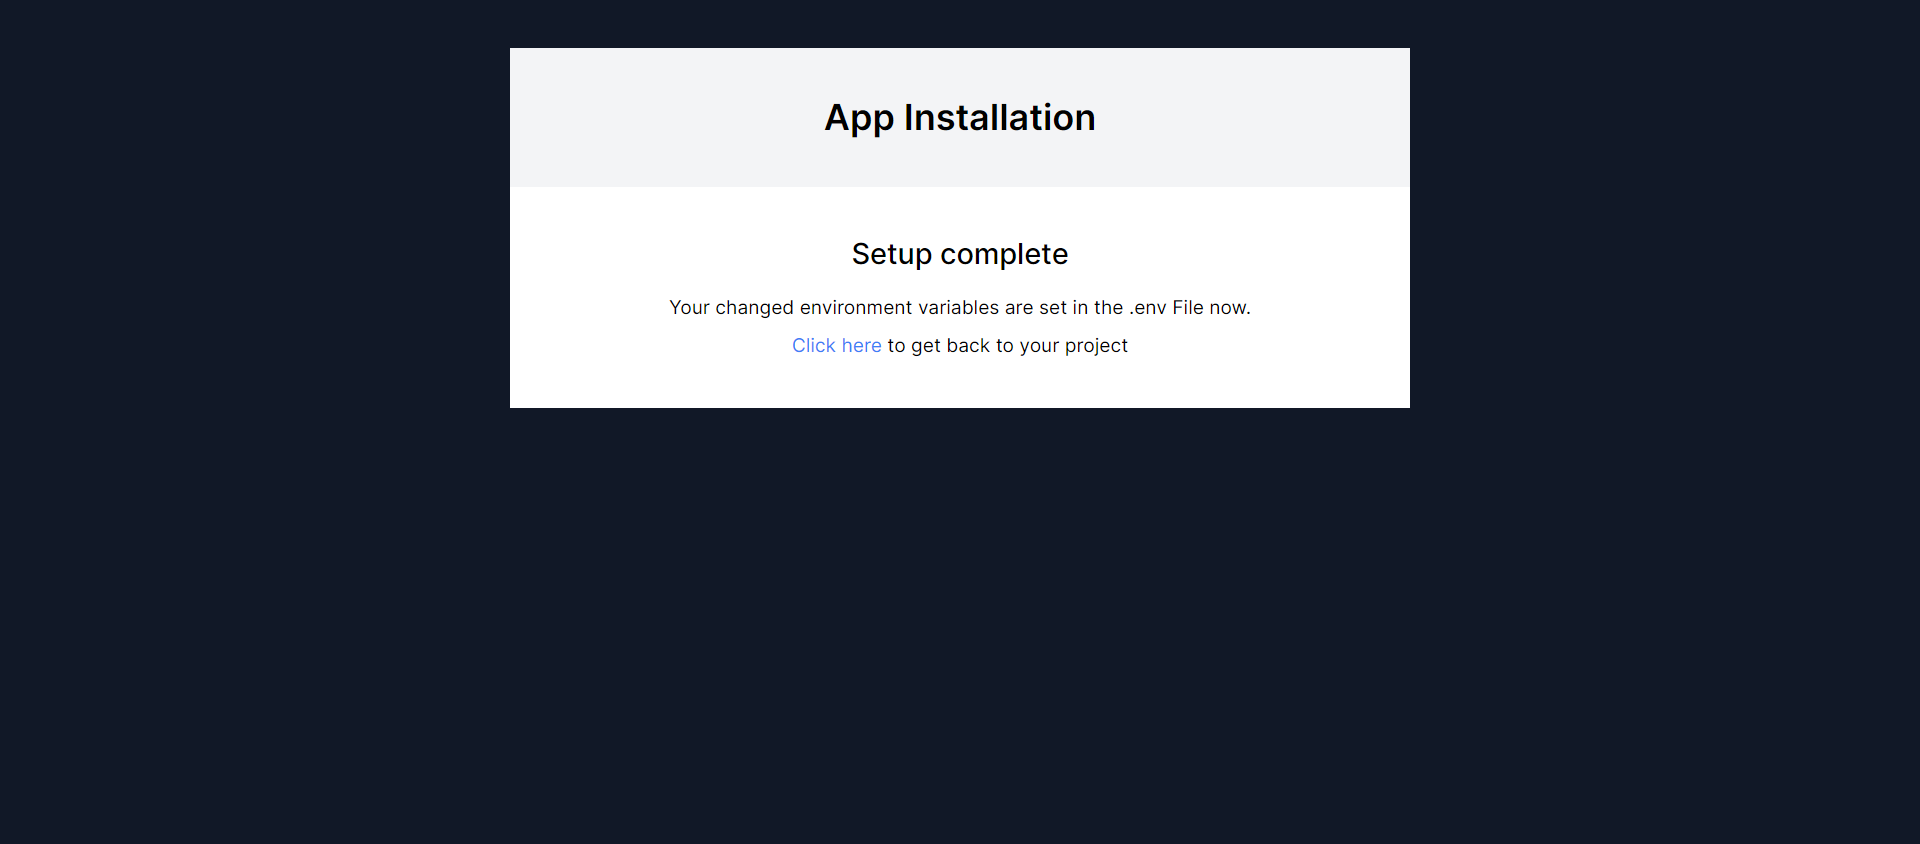 App Installation
Setup complete
Your changed environment variables are set in the .env File now.
Click here to get back to your project